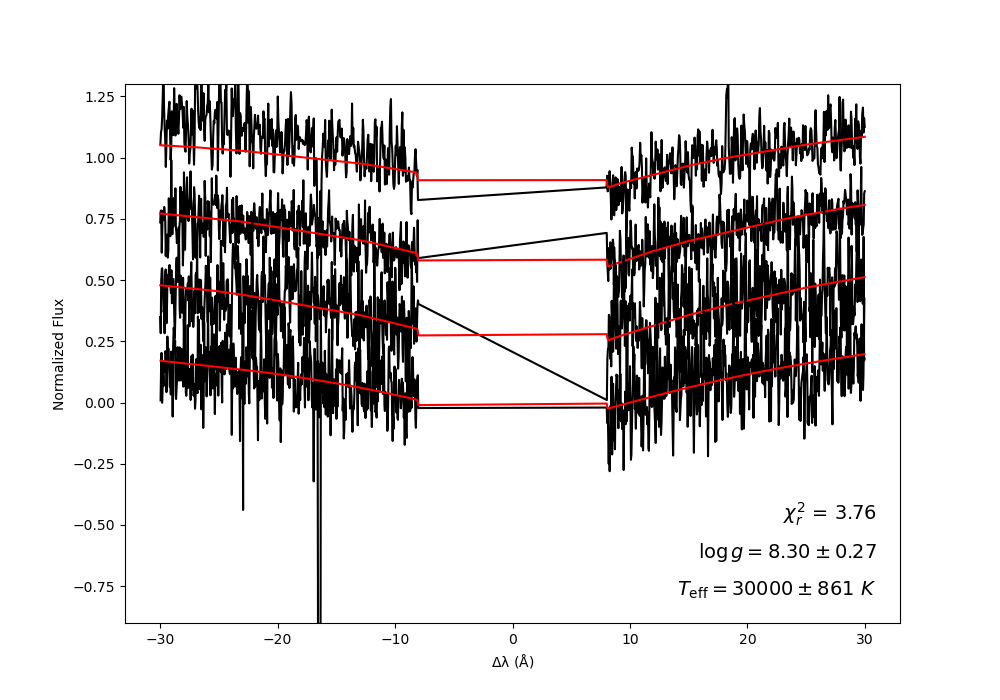 1.25
1.00
0.75
0.50
0.25
0.00
−0.25
−0.50
−0.75
Normalized Flux
χ²ᵣ = 3.76
log g = 8.30 ± 0.27
T_eff = 30000 ± 861 K
−30 −20 −10 0 10 20 30
Δλ (Å)